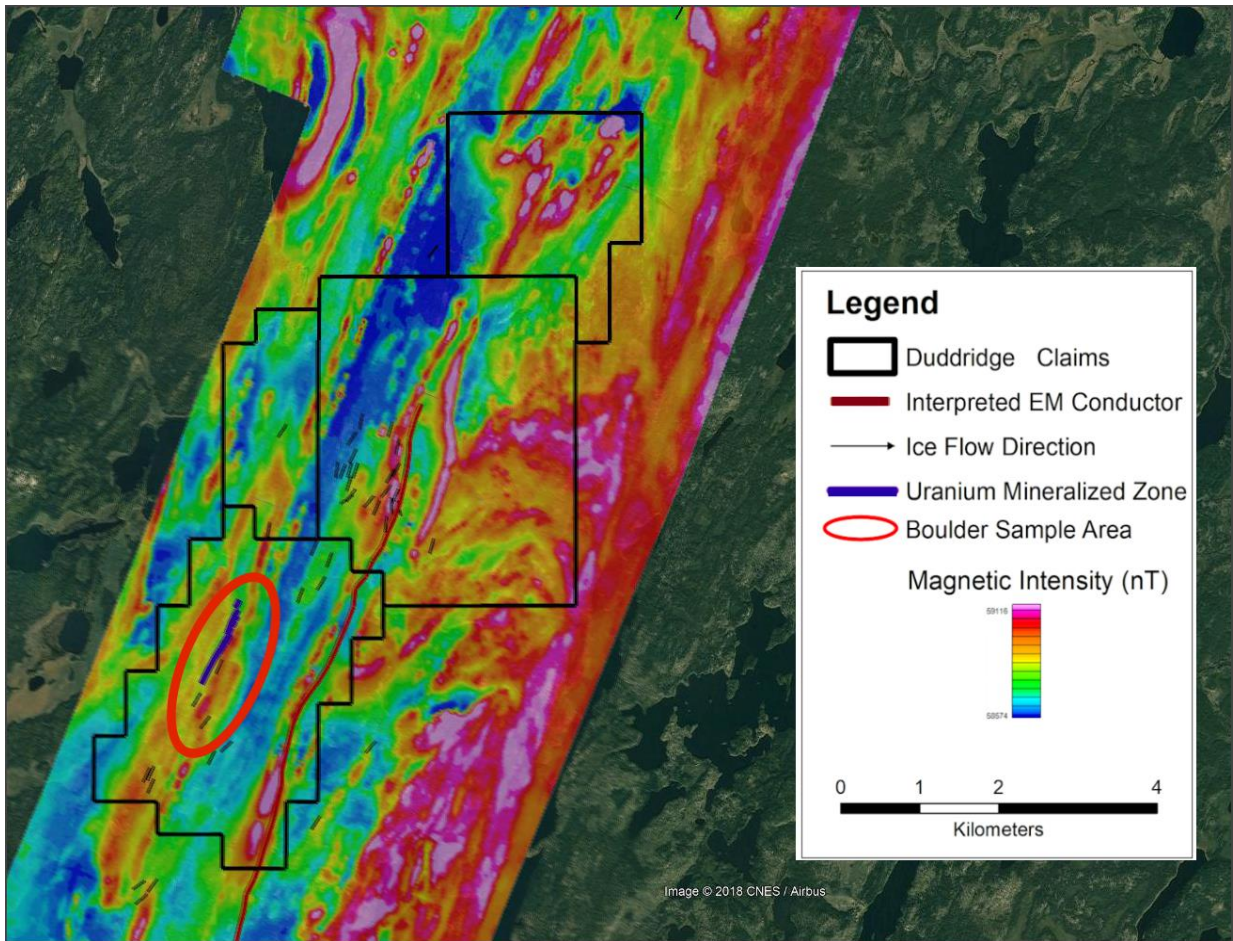 Legend
Duddridge Claims
Interpreted EM Conductor
Ice Flow Direction
Uranium Mineralized Zone
Boulder Sample Area
Magnetic Intensity (nT)
59116
58574
0 2 4
Kilometers
Image © 2018 CNES / Airbus